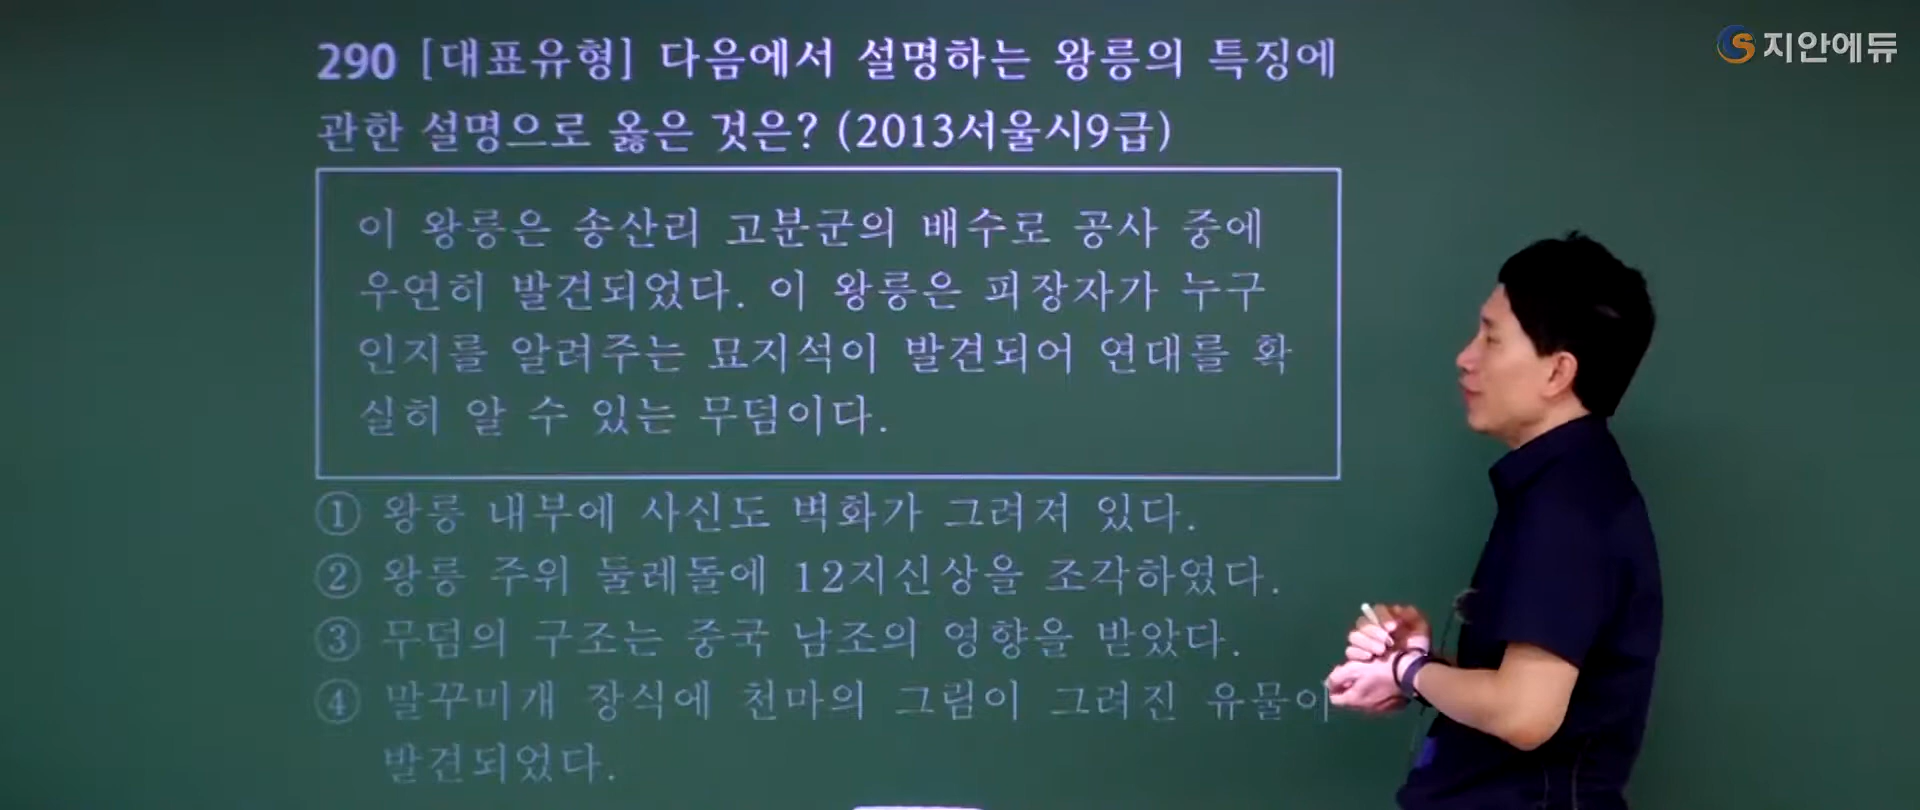 지안에듀
290 [대표유형] 다음에서 설명하는 왕릉의 특징에
관한 설명으로 옳은 것은? (2013서울시9급)
이 왕릉은 송산리 고분군의 배수로 공사 중에
우연히 발견되었다. 이 왕릉은 피장자가 누구
인지를 알려주는 묘지석이 발견되어 연대를 확
실히 알 수 있는 무덤이다.
① 왕릉 내부에 사신도 벽화가 그려져 있다.
② 왕릉 주위 둘레돌에 12지신상을 조각하였다.
③ 무덤의 구조는 중국 남조의 영향을 받았다.
④ 말꾸미개 장식에 천마의 그림이 그려진 유물이
발견되었다.